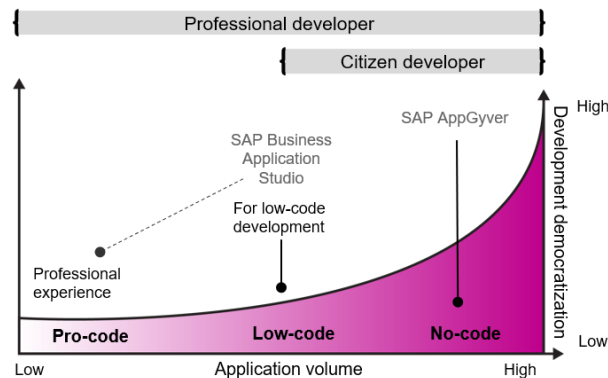 Professional developer
Citizen developer
High
SAP AppGyver
SAP Business
Application
Studio
For low-code
development
Professional
experience
Development democratization
Pro-code
Low-code
No-code
Low
Low
Application volume
High